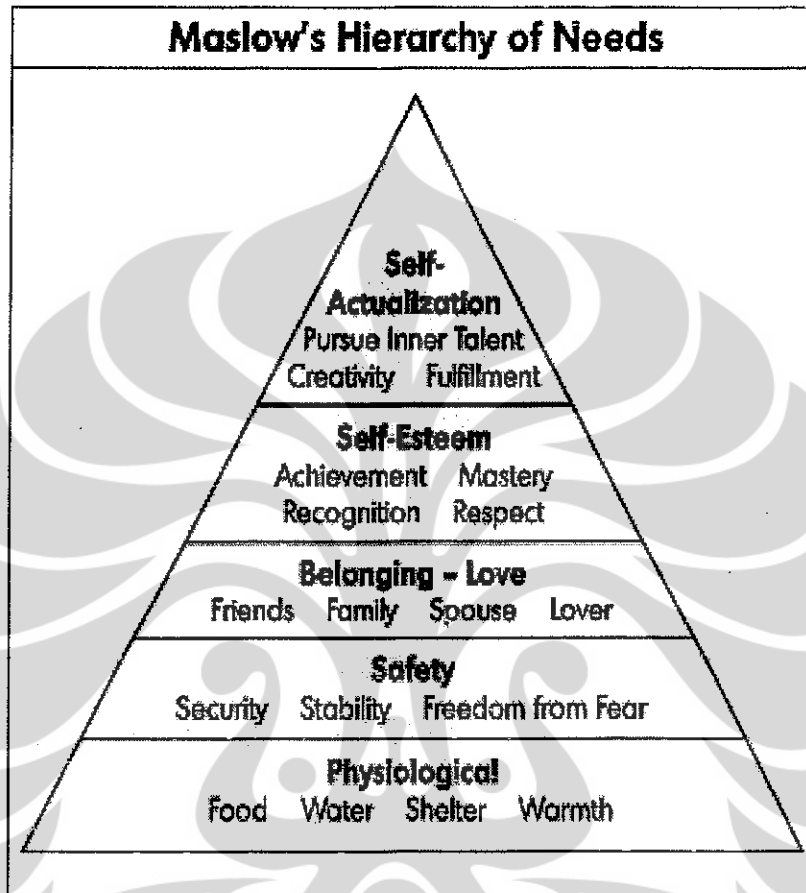 Maslow's Hierarchy of Needs
Self-
Actualization
Pursue Inner Talent
Creativity Fulfillment
Self-Esteem
Achievement Mastery
Recognition Respect
Belonging - Love
Friends Family Spouse Lover
Safety
Security Stability Freedom from Fear
Physiological
Food Water Shelter Warmth